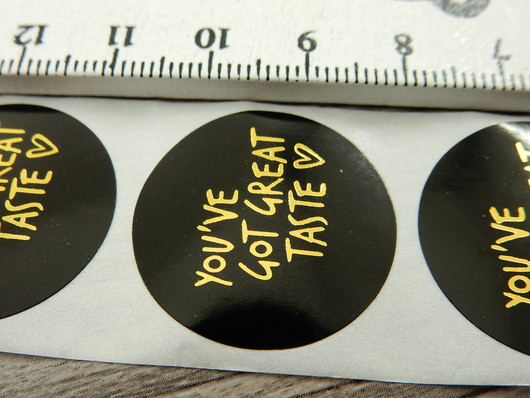 12 11 10 9 8 7
GREAT
TASTE ♡
YOU'VE
GOT GREAT
TASTE ♡
YOU'VE